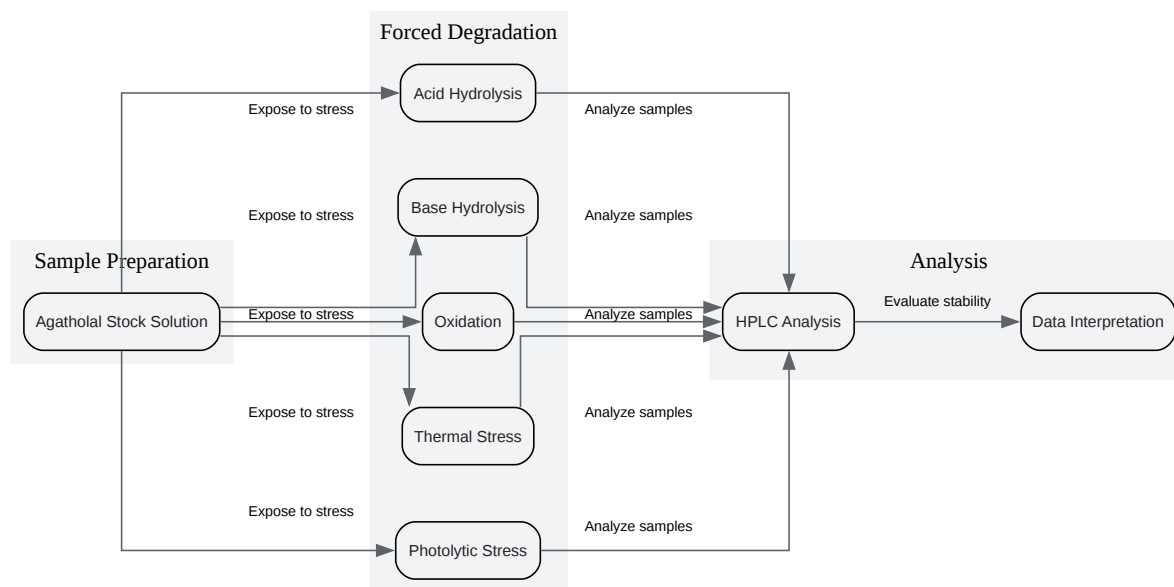 Forced Degradation
Acid Hydrolysis
Expose to stress
Analyze samples
Base Hydrolysis
Expose to stress
Analyze samples
Sample Preparation
Analysis
Evaluate stability
Agatholal Stock Solution
Expose to stress
Oxidation
Analyze samples
HPLC Analysis
Data Interpretation
Expose to stress
Analyze samples
Thermal Stress
Expose to stress
Analyze samples
Photolytic Stress